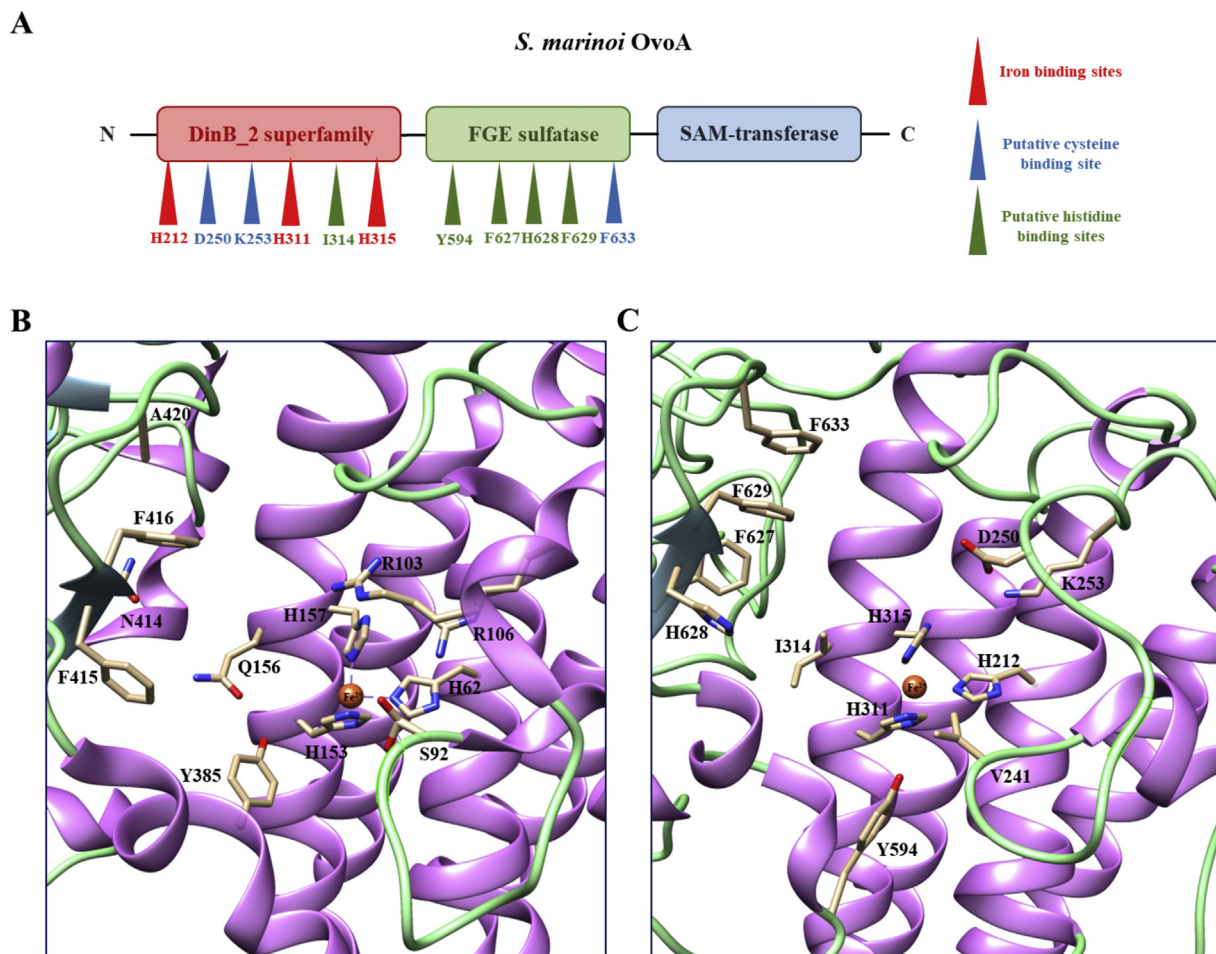 A
S. marinoi OvoA
N
DinB_2 superfamily
FGE sulfatase
SAM-transferase
C
H212
D250
K253
H311
I314
H315
Y594
F627
H628
F629
F633
Iron binding sites
Putative cysteine
binding site
Putative histidine
binding sites
B
A420
F416
R103
N414
H157
R106
Q156
F415
H62
Fe2+
H153
S92
Y385
C
F633
F629
F627
D250
K253
H628
H315
I314
H212
Fe2+
H311
V241
Y594